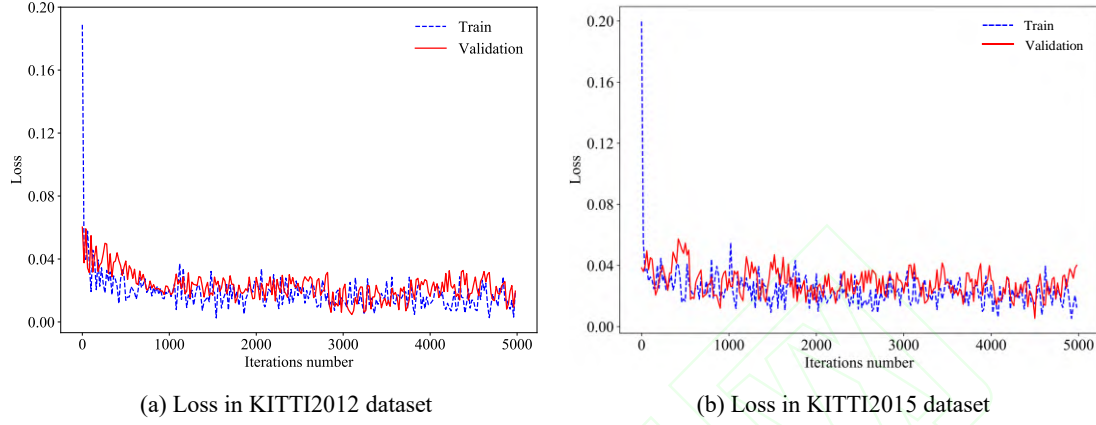 0.20
0.16
0.12
0.08
0.04
0.00
Loss
Train
Validation
0 1000 2000 3000 4000 5000
Iterations number
(a) Loss in KITTI2012 dataset
0.20
0.16
0.12
0.08
0.04
0.00
Loss
Train
Validation
0 1000 2000 3000 4000 5000
Iterations number
(b) Loss in KITTI2015 dataset